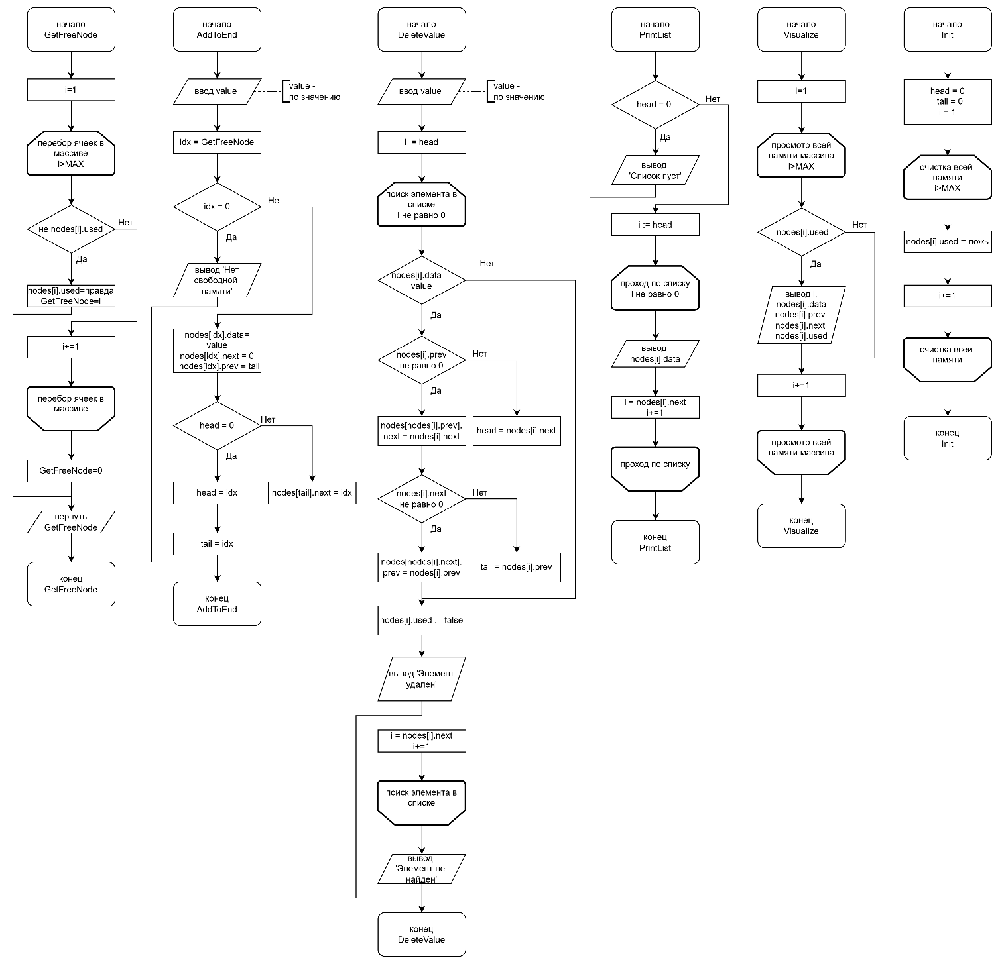 начало
GetFreeNode
i=1
перебор ячеек в
массиве
i>MAX
не nodes[i].used
Нет
Да
nodes[i].used=правда
GetFreeNode=i
i+=1
перебор ячеек в
массиве
GetFreeNode=0
вернуть
GetFreeNode
конец
GetFreeNode
начало
AddToEnd
ввод value
value -
по значению
idx = GetFreeNode
idx = 0
Нет
Да
вывод 'Нет
свободной
памяти'
nodes[idx].data=
value
nodes[idx].next = 0
nodes[idx].prev = tail
head = 0
Нет
Да
head = idx
nodes[tail].next = idx
tail = idx
конец
AddToEnd
начало
DeleteValue
ввод value
value -
по значению
i := head
поиск элемента в
списке
i не равно 0
nodes[i].data =
value
Нет
Да
nodes[i].prev
не равно 0
Нет
Да
nodes[nodes[i].prev].
next = nodes[i].next
head = nodes[i].next
nodes[i].next
не равно 0
Нет
Да
nodes[nodes[i].next].
prev = nodes[i].prev
tail = nodes[i].prev
nodes[i].used := false
вывод 'Элемент
удален'
i = nodes[i].next
i+=1
поиск элемента в
списке
вывод
'Элемент не
найден'
конец
DeleteValue
начало
PrintList
head = 0
Нет
Да
вывод
'Список пуст'
i := head
проход по списку
i не равно 0
вывод
nodes[i].data
i = nodes[i].next
i+=1
проход по списку
конец
PrintList
начало
Visualize
i=1
просмотр всей
памяти массива
i>MAX
nodes[i].used
Нет
Да
вывод i,
nodes[i].data
nodes[i].prev
nodes[i].next
nodes[i].used
i+=1
просмотр всей
памяти массива
конец
Visualize
начало
Init
head = 0
tail = 0
i = 1
очистка всей
памяти
i>MAX
nodes[i].used = ложь
i+=1
очистка всей
памяти
конец
Init